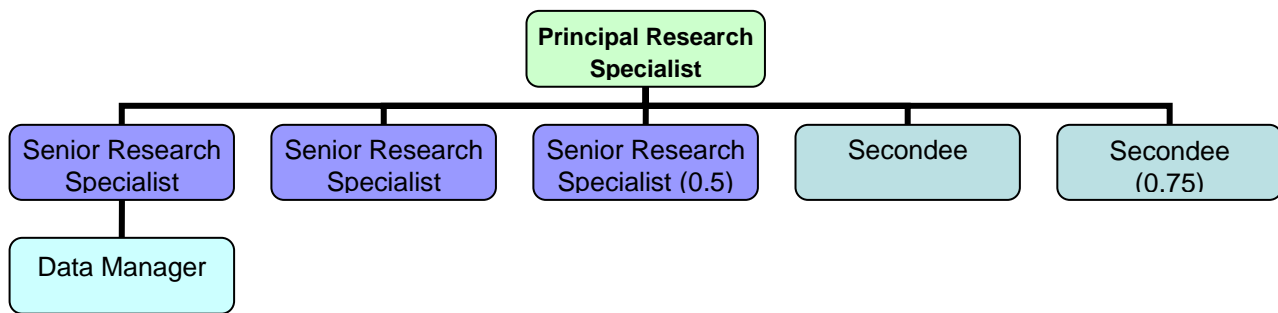 Principal Research
Specialist
Senior Research
Specialist
Senior Research
Specialist
Senior Research
Specialist (0.5)
Secondee
Secondee
(0.75)
Data Manager